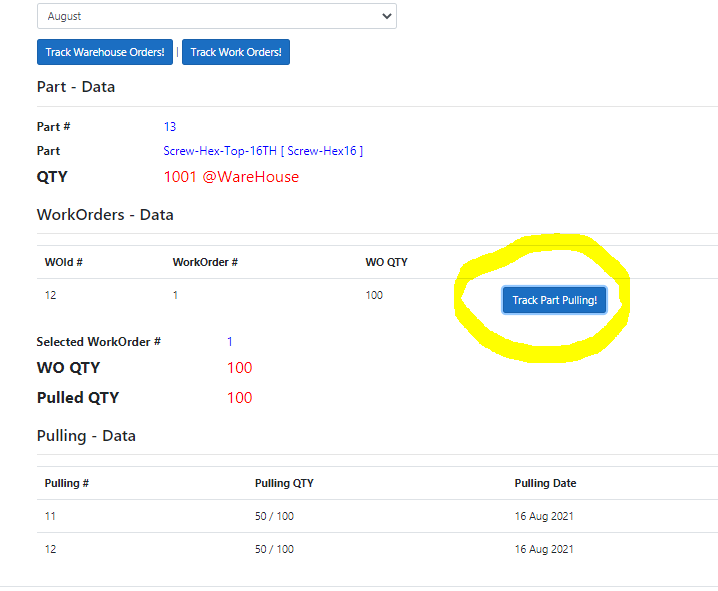 August
Track Warehouse Orders! | Track Work Orders!
Part - Data
Part # 13
Part Screw-Hex-Top-16TH [ Screw-Hex16 ]
QTY 1001 @WareHouse
WorkOrders - Data
WOId # WorkOrder # WO QTY
12 1 100 Track Part Pulling!
Selected WorkOrder # 1
WO QTY 100
Pulled QTY 100
Pulling - Data
Pulling # Pulling QTY Pulling Date
11 50 / 100 16 Aug 2021
12 50 / 100 16 Aug 2021